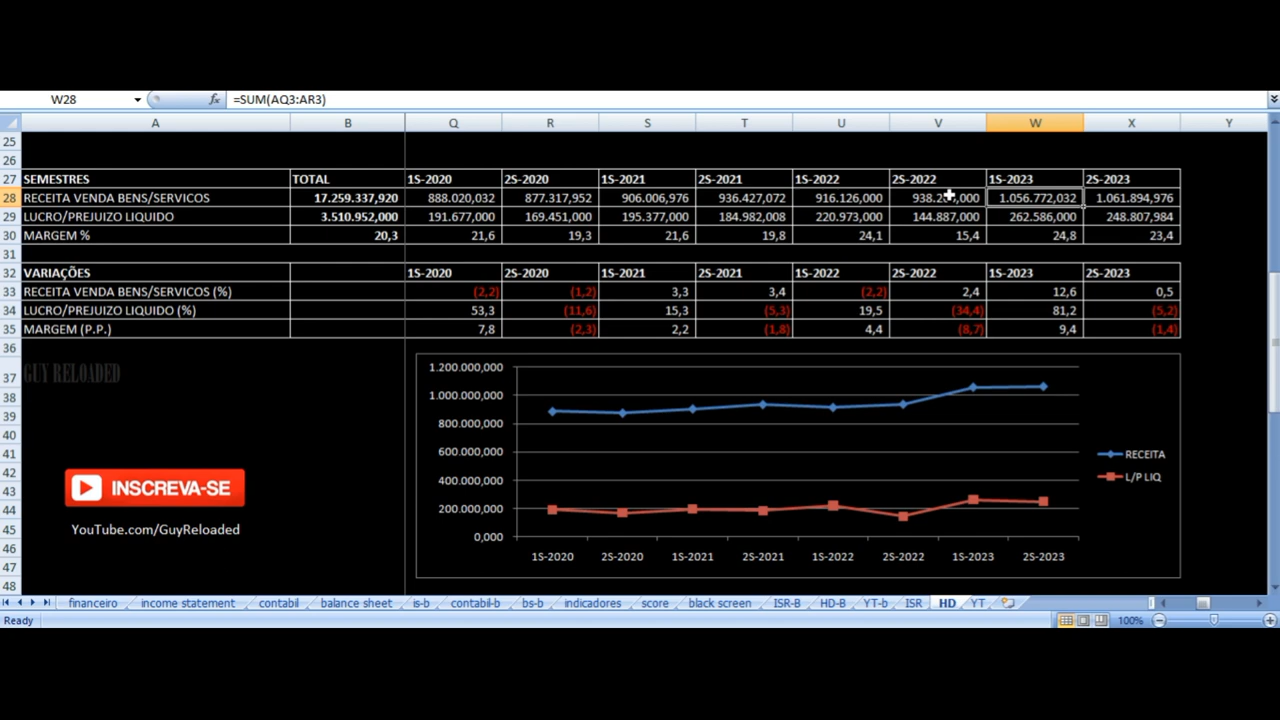 W28 fx =SUM(AQ3:AR3)
A B Q R S T U V W X Y
25
26
27 SEMESTRES TOTAL 1S-2020 2S-2020 1S-2021 2S-2021 1S-2022 2S-2022 1S-2023 2S-2023
28 RECEITA VENDA BENS/SERVICOS 17.259.337,920 888.020,032 877.317,952 906.006,976 936.427,072 916.126,000 1.056.772,032 1.061.894,976
29 LUCRO/PREJUIZO LIQUIDO 3.510.952,000 191.677,000 169.451,000 195.377,000 184.982,008 220.973,000 144.887,000 262.586,000 248.807,984
30 MARGEM % 20,3 21,6 19,3 21,6 19,8 24,1 15,4 24,8 23,4
31
32 VARIAÇÕES 1S-2020 2S-2020 1S-2021 2S-2021 1S-2022 2S-2022 1S-2023 2S-2023
33 RECEITA VENDA BENS/SERVICOS (%) (2,2) (1,2) 3,3 3,4 (2,2) 2,4 12,6 0,5
34 LUCRO/PREJUIZO LIQUIDO (%) 53,3 (11,6) 15,3 (5,3) 19,5 (34,4) 81,2 (5,2)
35 MARGEM (P.P.) 7,8 (2,3) 2,2 (1,8) 4,4 (8,7) 9,4 (1,4)
36
37 GUY RELOADED
38
39
40
41
42
43
44
45
46
47
48
INSCREVA-SE
YouTube.com/GuyReloaded
1.200.000,000
1.000.000,000
800.000,000
600.000,000
400.000,000
200.000,000
0,000
1S-2020 2S-2020 1S-2021 2S-2021 1S-2022 2S-2022 1S-2023 2S-2023
RECEITA
L/P LIQ
financeiro income statement contabil balance sheet is-b contabil-b bs-b indicadores score black screen ISR-B HD-B YT-b ISR HD YT
Ready 100%